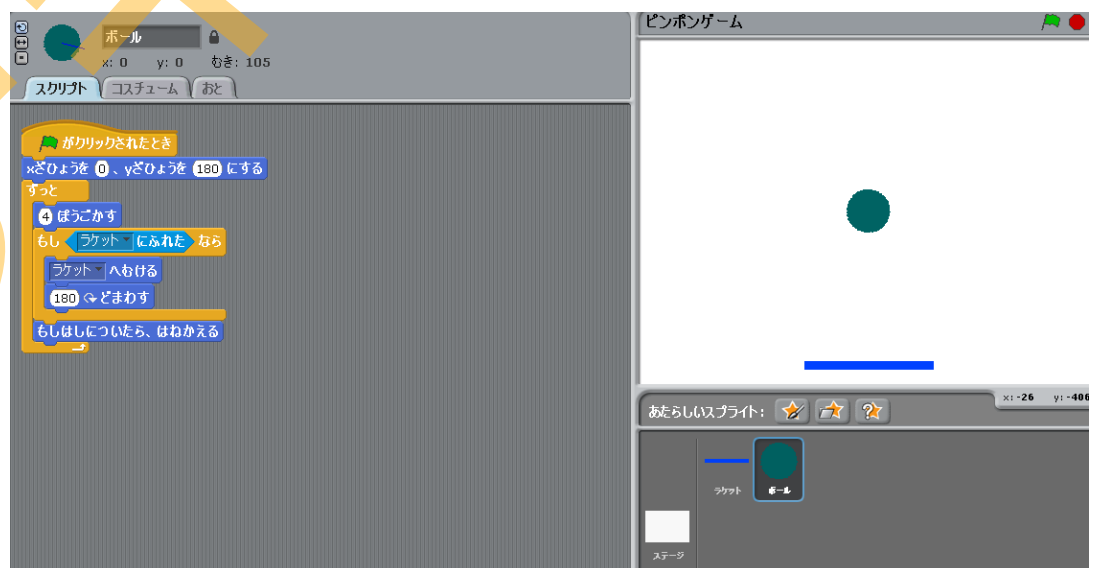 ボール
x: 0 y: 0 むき: 105
スクリプト コスチューム おと
がクリックされたとき
xざひょうを 0 、yざひょうを 180 にする
ずっと
4 ほうごかす
もし ラケット にふれた なら
ラケット へむける
180 どまわす
もしはしについたら、はねかえる
ピンポンゲーム
x: -26 y: -406
あたらしいスプライト:
ラケット ボール
ステージ